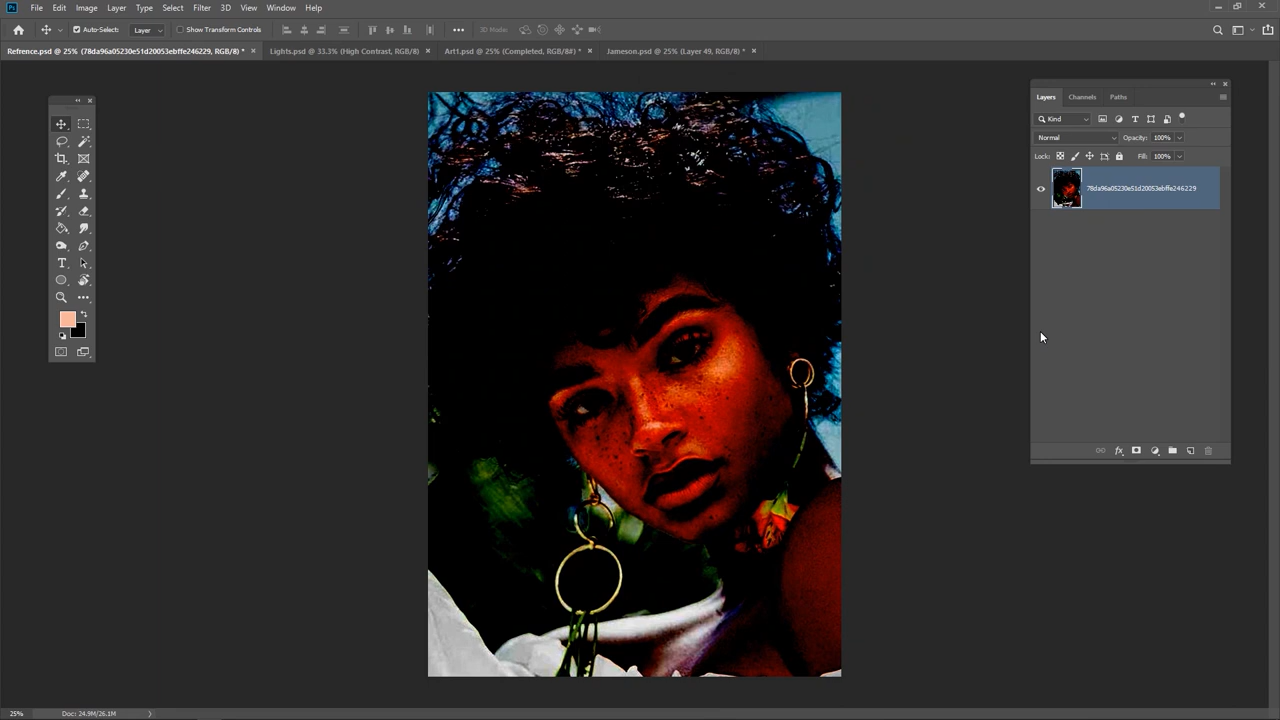 Ps File Edit Image Layer Type Select Filter 3D View Window Help
Auto-Select: Layer Show Transform Controls 3D Mode:
Refrence.psd @ 25% (78da96a05230e51d20053ebffe246229, RGB/8) * Lights.psd @ 33.3% (High Contrast, RGB/8) Art1.psd @ 25% (Completed, RGB/8#) * Jameson.psd @ 25% (Layer 49, RGB/8) *
Layers Channels Paths
Kind
Normal Opacity: 100%
Lock: Fill: 100%
78da96a05230e51d20053ebffe246229
25% Doc: 24.9M/26.1M